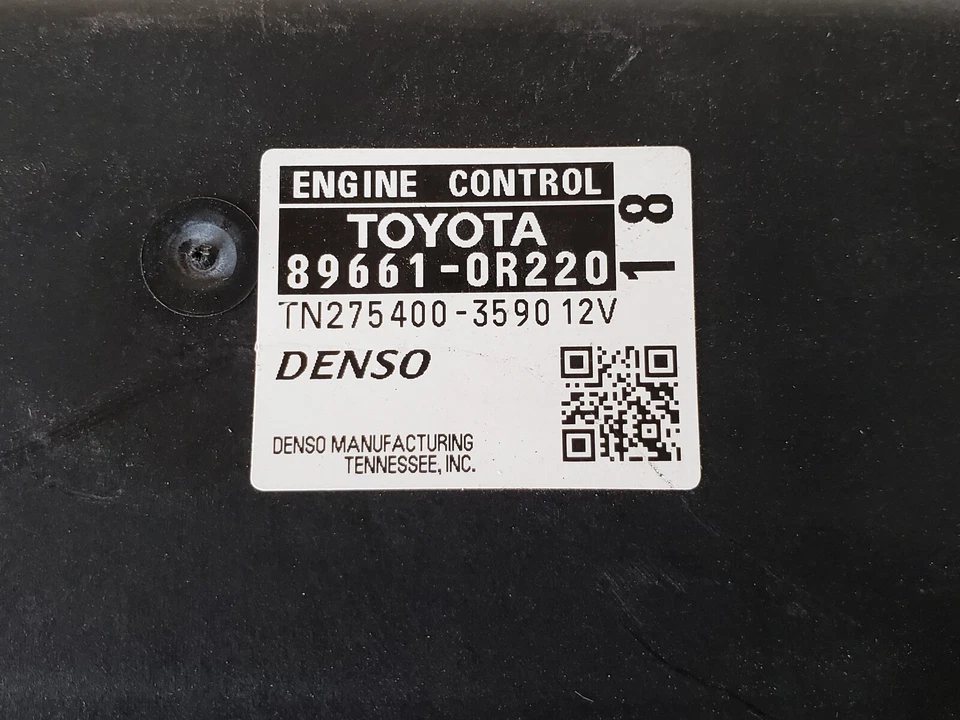 ENGINE CONTROL
TOYOTA
89661-0R220
18
TN275400-3590 12V
DENSO
DENSO MANUFACTURING
TENNESSEE, INC.